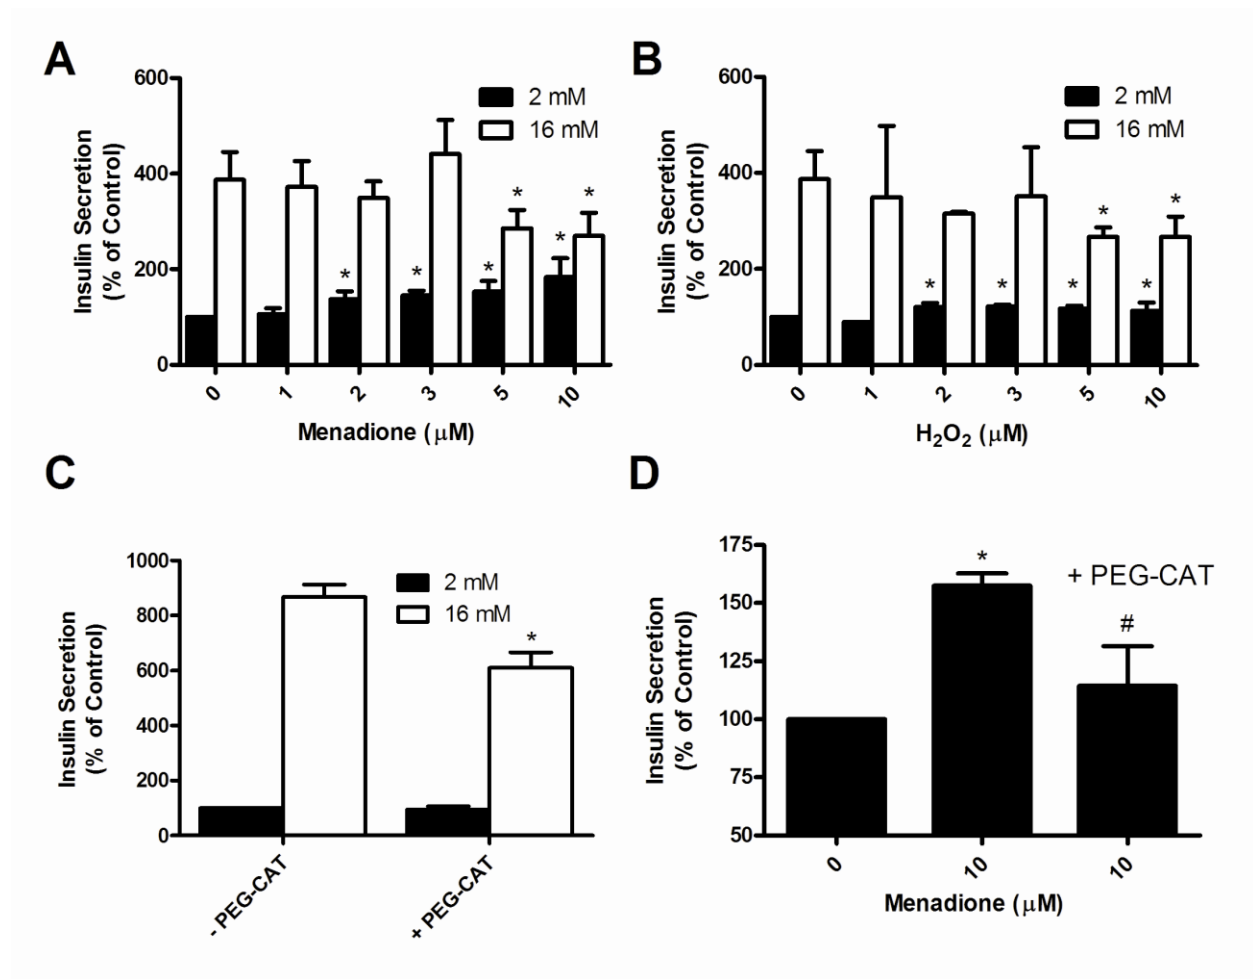 A
B
600
400
200
0
Insulin Secretion
(% of Control)
2 mM
16 mM
*
*
*
*
*
*
0
1
2
3
5
10
Menadione (μM)
600
400
200
0
Insulin Secretion
(% of Control)
2 mM
16 mM
*
*
*
*
*
*
0
1
2
3
5
10
H₂O₂ (μM)
C
D
1000
800
600
400
200
0
Insulin Secretion
(% of Control)
2 mM
16 mM
*
- PEG-CAT
+ PEG-CAT
175
150
125
100
75
50
Insulin Secretion
(% of Control)
*
+ PEG-CAT
#
0
10
10
Menadione (μM)